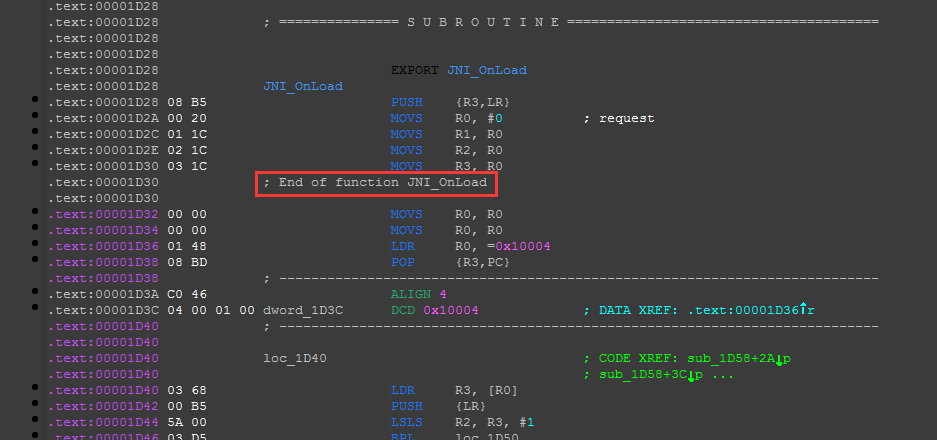 .text:00001D28
.text:00001D28 ; =============== S U B R O U T I N E =======================================
.text:00001D28
.text:00001D28
.text:00001D28 EXPORT JNI_OnLoad
.text:00001D28 JNI_OnLoad
.text:00001D28 08 B5 PUSH {R3,LR}
.text:00001D2A 00 20 MOVS R0, #0 ; request
.text:00001D2C 01 1C MOVS R1, R0
.text:00001D2E 02 1C MOVS R2, R0
.text:00001D30 03 1C MOVS R3, R0
.text:00001D30 ; End of function JNI_OnLoad
.text:00001D30
.text:00001D32 00 00 MOVS R0, R0
.text:00001D34 00 00 MOVS R0, R0
.text:00001D36 01 48 LDR R0, =0x10004
.text:00001D38 08 BD POP {R3,PC}
.text:00001D38 ; ---------------------------------------------------------------------------
.text:00001D3A C0 46 ALIGN 4
.text:00001D3C 04 00 01 00 dword_1D3C DCD 0x10004 ; DATA XREF: .text:00001D36↑r
.text:00001D40 ; ---------------------------------------------------------------------------
.text:00001D40
.text:00001D40 loc_1D40 ; CODE XREF: sub_1D58+2A↓p
.text:00001D40 ; sub_1D58+3C↓p ...
.text:00001D40 03 68 LDR R3, [R0]
.text:00001D42 00 B5 PUSH {LR}
.text:00001D44 5A 00 LSLS R2, R3, #1
.text:00001D46 03 D5 BPL loc_1D50